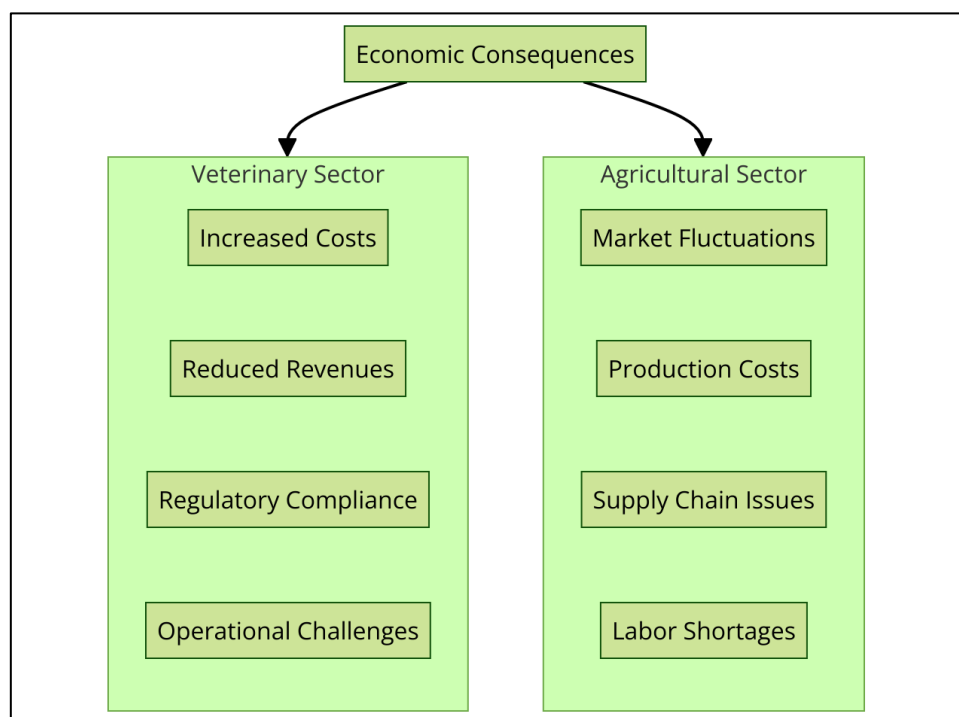 Economic Consequences
Veterinary Sector
Increased Costs
Reduced Revenues
Regulatory Compliance
Operational Challenges
Agricultural Sector
Market Fluctuations
Production Costs
Supply Chain Issues
Labor Shortages